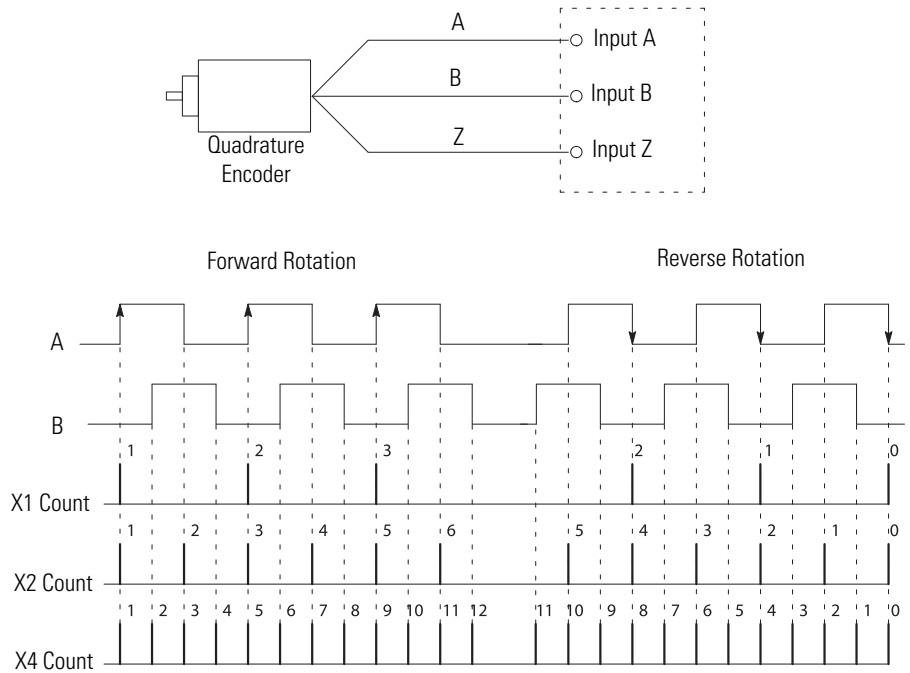 A
Input A
B
Input B
Z
Input Z
Quadrature
Encoder
Forward Rotation
Reverse Rotation
A
B
1 2 3 2 1 0
X1 Count
1 2 3 4 5 6 5 4 3 2 1 0
X2 Count
1 2 3 4 5 6 7 8 9 10 11 12 11 10 9 8 7 6 5 4 3 2 1 0
X4 Count